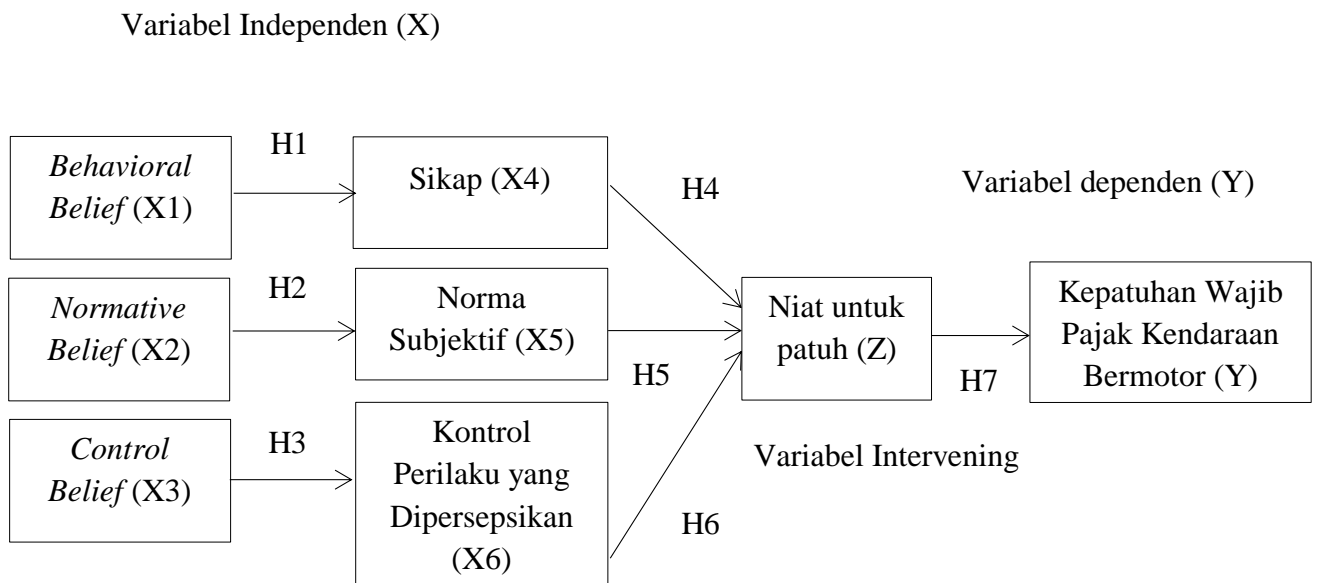 Variabel Independen (X)
H1
Behavioral
Belief (X1)
Sikap (X4)
H4
Variabel dependen (Y)
H2
Normative
Belief (X2)
Norma
Subjektif (X5)
H5
Niat untuk
patuh (Z)
H7
Kepatuhan Wajib
Pajak Kendaraan
Bermotor (Y)
H3
Control
Belief (X3)
Kontrol
Perilaku yang
Dipersepsikan
(X6)
H6
Variabel Intervening